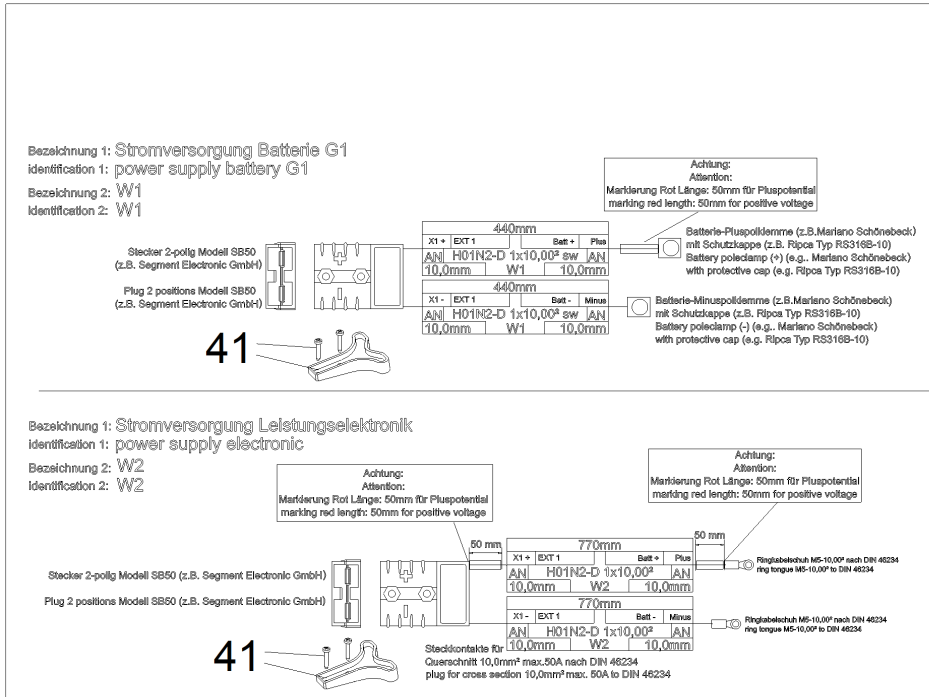 Bezeichnung 1: Stromversorgung Batterie G1
identification 1: power supply battery G1
Bezeichnung 2: W1
identification 2: W1
Achtung:
Attention:
Markierung Rot Länge: 50mm für Pluspotential
marking red length: 50mm for positive voltage
Stecker 2-polig Modell SB50
(z.B. Segment Electronic GmbH)
Plug 2 positions Modell SB50
(z.B. Segment Electronic GmbH)
440mm
X1 + EXT 1 Batt + Plus
AN H01N2-D 1x10,00² sw AN
10,0mm W1 10,0mm
440mm
X1 - EXT 1 Batt - Minus
AN H01N2-D 1x10,00² sw AN
10,0mm W1 10,0mm
Batterie-Pluspolklemme (z.B.Mariano Schönebeck)
mit Schutzkappe (z.B. Ripca Typ RS316B-10)
Battery poleclamp (+) (e.g.. Mariano Schönebeck)
with protective cap (e.g. Ripca Typ RS316B-10)
Batterie-Minuspolklemme (z.B.Mariano Schönebeck)
mit Schutzkappe (z.B. Ripca Typ RS316B-10)
Battery poleclamp (-) (e.g.. Mariano Schönebeck)
with protective cap (e.g. Ripca Typ RS316B-10)
41
Bezeichnung 1: Stromversorgung Leistungselektronik
identification 1: power supply electronic
Bezeichnung 2: W2
identification 2: W2
Achtung:
Attention:
Markierung Rot Länge: 50mm für Pluspotential
marking red length: 50mm for positive voltage
Achtung:
Attention:
Markierung Rot Länge: 50mm für Pluspotential
marking red length: 50mm for positive voltage
Stecker 2-polig Modell SB50 (z.B. Segment Electronic GmbH)
Plug 2 positions Modell SB50 (z.B. Segment Electronic GmbH)
50 mm
770mm
X1 + EXT 1 Batt + Plus
AN H01N2-D 1x10,00² AN
10,0mm W2 10,0mm
50 mm
770mm
X1 - EXT 1 Batt - Minus
AN H01N2-D 1x10,00² AN
10,0mm W2 10,0mm
Ringkabelschuh M5-10,00² nach DIN 46234
ring tongue M5-10,00² to DIN 46234
Ringkabelschuh M6-10,00² nach DIN 46234
ring tongue M6-10,00² to DIN 46234
41
Steckkontakte für
Querschnitt 10,0mm² max.50A nach DIN 46234
plug for cross section 10,0mm² max. 50A to DIN 46234